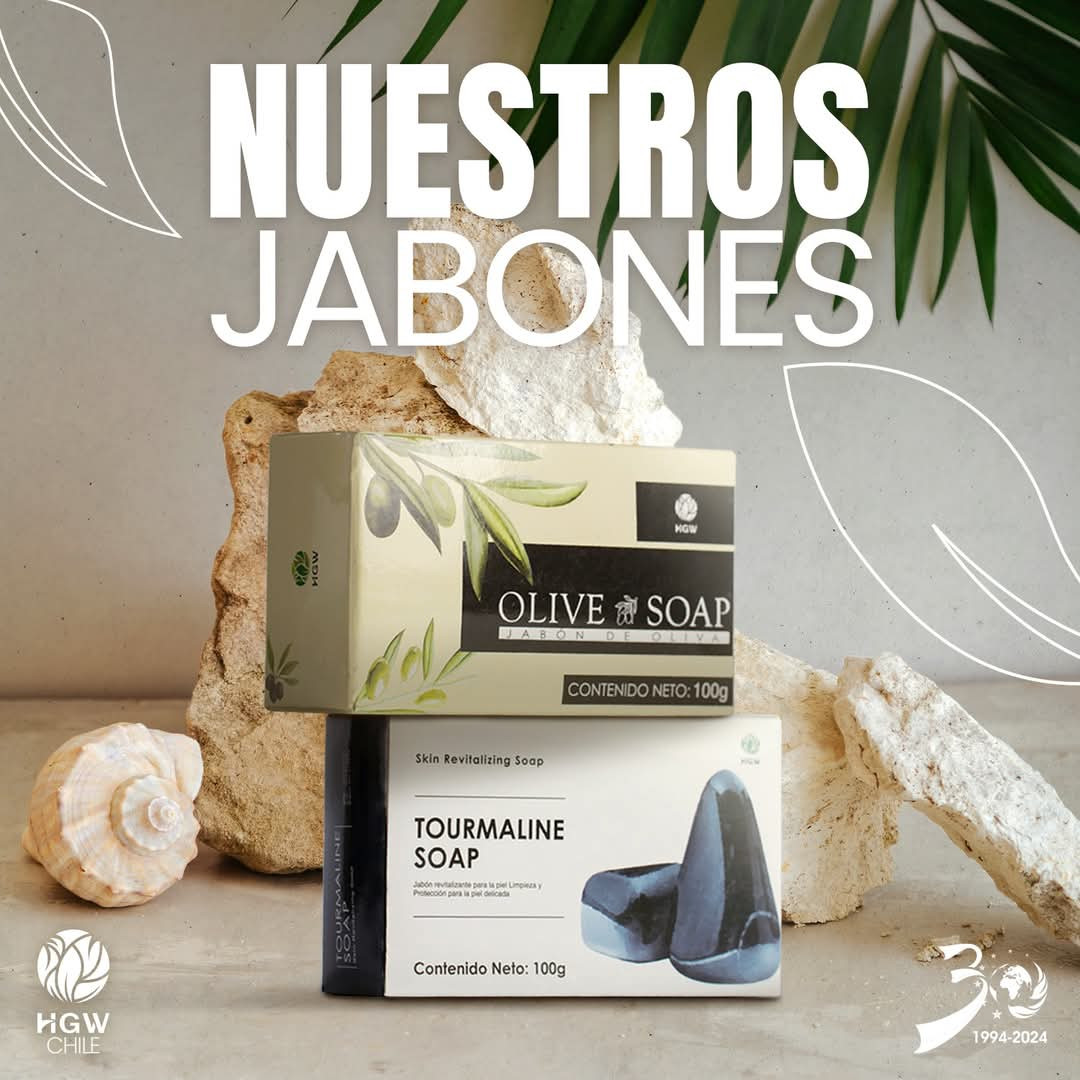 NUESTROS
JABONES
HGW
HGW
OLIVE SOAP
JABÓN DE OLIVA
CONTENIDO NETO: 100g
Skin Revitalizing Soap
HGW
TOURMALINE
SOAP
Jabón revitalizante para la piel Limpieza y
Protección para la piel delicada
Contenido Neto: 100g
TOURMALINE
SOAP
HGW
CHILE
30
1994-2024